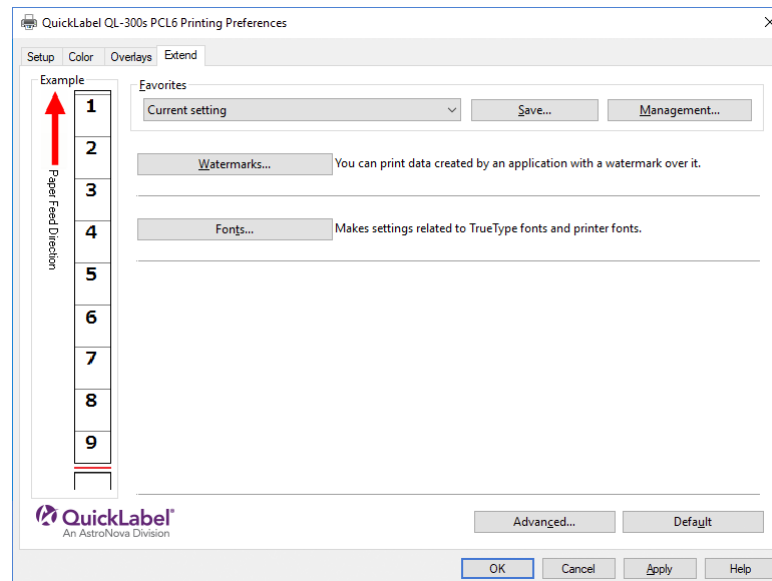 QuickLabel QL-300s PCL6 Printing Preferences
Setup Color Overlays Extend
Example
Paper Feed Direction
1
2
3
4
5
6
7
8
9
Favorites
Current setting Save... Management...
Watermarks... You can print data created by an application with a watermark over it.
Fonts... Makes settings related to TrueType fonts and printer fonts.
QuickLabel®
An AstroNova Division
Advanced... Default
OK Cancel Apply Help